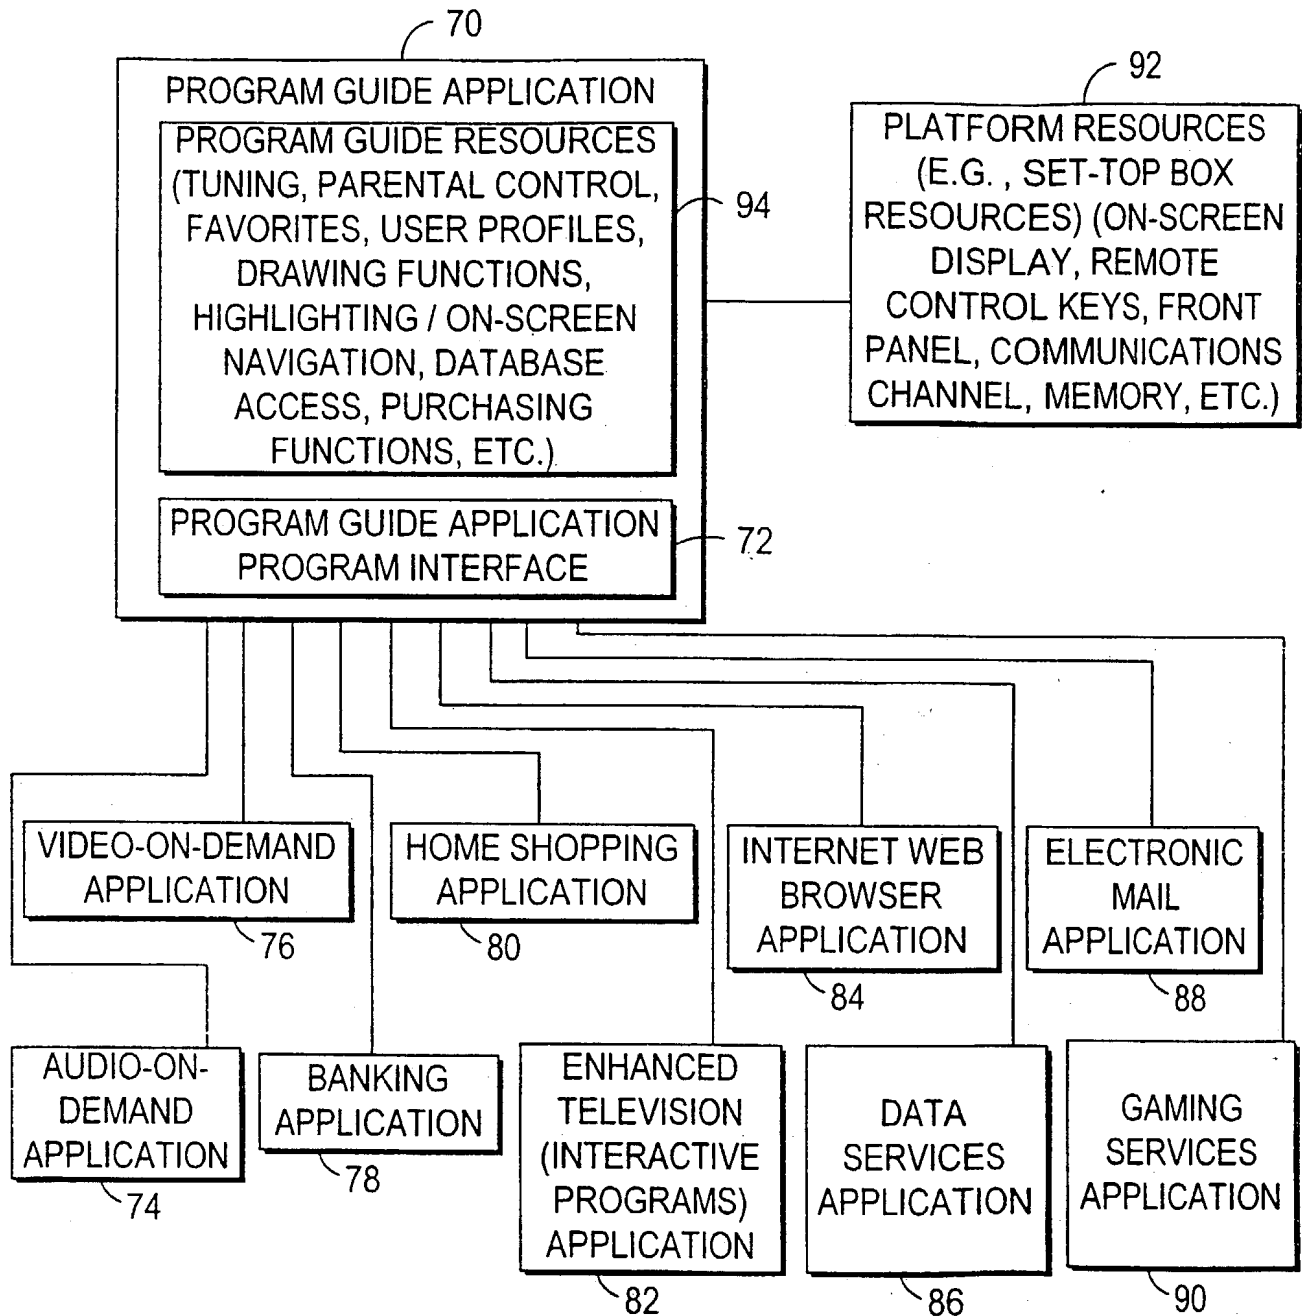 70
PROGRAM GUIDE APPLICATION
PROGRAM GUIDE RESOURCES
(TUNING, PARENTAL CONTROL,
FAVORITES, USER PROFILES,
DRAWING FUNCTIONS,
HIGHLIGHTING / ON-SCREEN
NAVIGATION, DATABASE
ACCESS, PURCHASING
FUNCTIONS, ETC.)
94
PROGRAM GUIDE APPLICATION
PROGRAM INTERFACE
72
92
PLATFORM RESOURCES
(E.G. , SET-TOP BOX
RESOURCES) (ON-SCREEN
DISPLAY, REMOTE
CONTROL KEYS, FRONT
PANEL, COMMUNICATIONS
CHANNEL, MEMORY, ETC.)
VIDEO-ON-DEMAND
APPLICATION
76
HOME SHOPPING
APPLICATION
80
INTERNET WEB
BROWSER
APPLICATION
84
ELECTRONIC
MAIL
APPLICATION
88
AUDIO-ON-
DEMAND
APPLICATION
74
BANKING
APPLICATION
78
ENHANCED
TELEVISION
(INTERACTIVE
PROGRAMS)
APPLICATION
82
DATA
SERVICES
APPLICATION
86
GAMING
SERVICES
APPLICATION
90